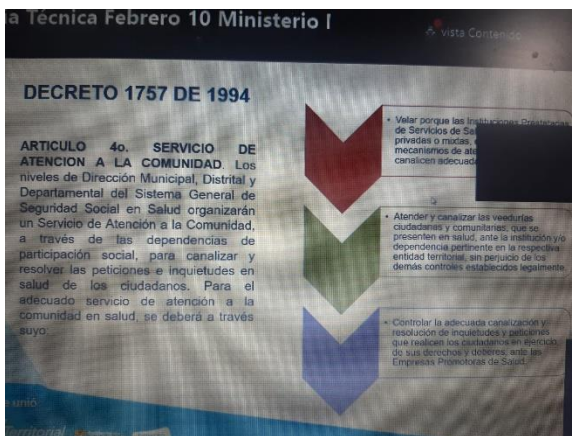 a Técnica Febrero 10 Ministerio
vista Contenido
DECRETO 1757 DE 1994
ARTICULO 4o. SERVICIO DE
ATENCION A LA COMUNIDAD. Los
niveles de Dirección Municipal, Distrital y
Departamental del Sistema General de
Seguridad Social en Salud organizarán
un Servicio de Atención a la Comunidad,
a través de las dependencias de
participación social, para canalizar y
resolver las peticiones e inquietudes en
salud de los ciudadanos. Para el
adecuado servicio de atención a la
comunidad en salud, se deberá a través
suyo:
• Velar porque las Instituciones Prestadoras
de Servicios de Sa
privadas o mixtas,
mecanismos de ate
canalicen adecuad
• Atender y canalizar las veedurías
ciudadanas y comunitarias, que se
presenten en salud, ante la institución y/o
dependencia pertinente en la respectiva
entidad territorial, sin perjuicio de los
demás controles establecidos legalmente.
• Controlar la adecuada canalización y
resolución de inquietudes y peticiones
que realicen los ciudadanos en ejercicio
de sus derechos y deberes, ante las
Empresas Promotoras de Salud.
e unió
Territorial